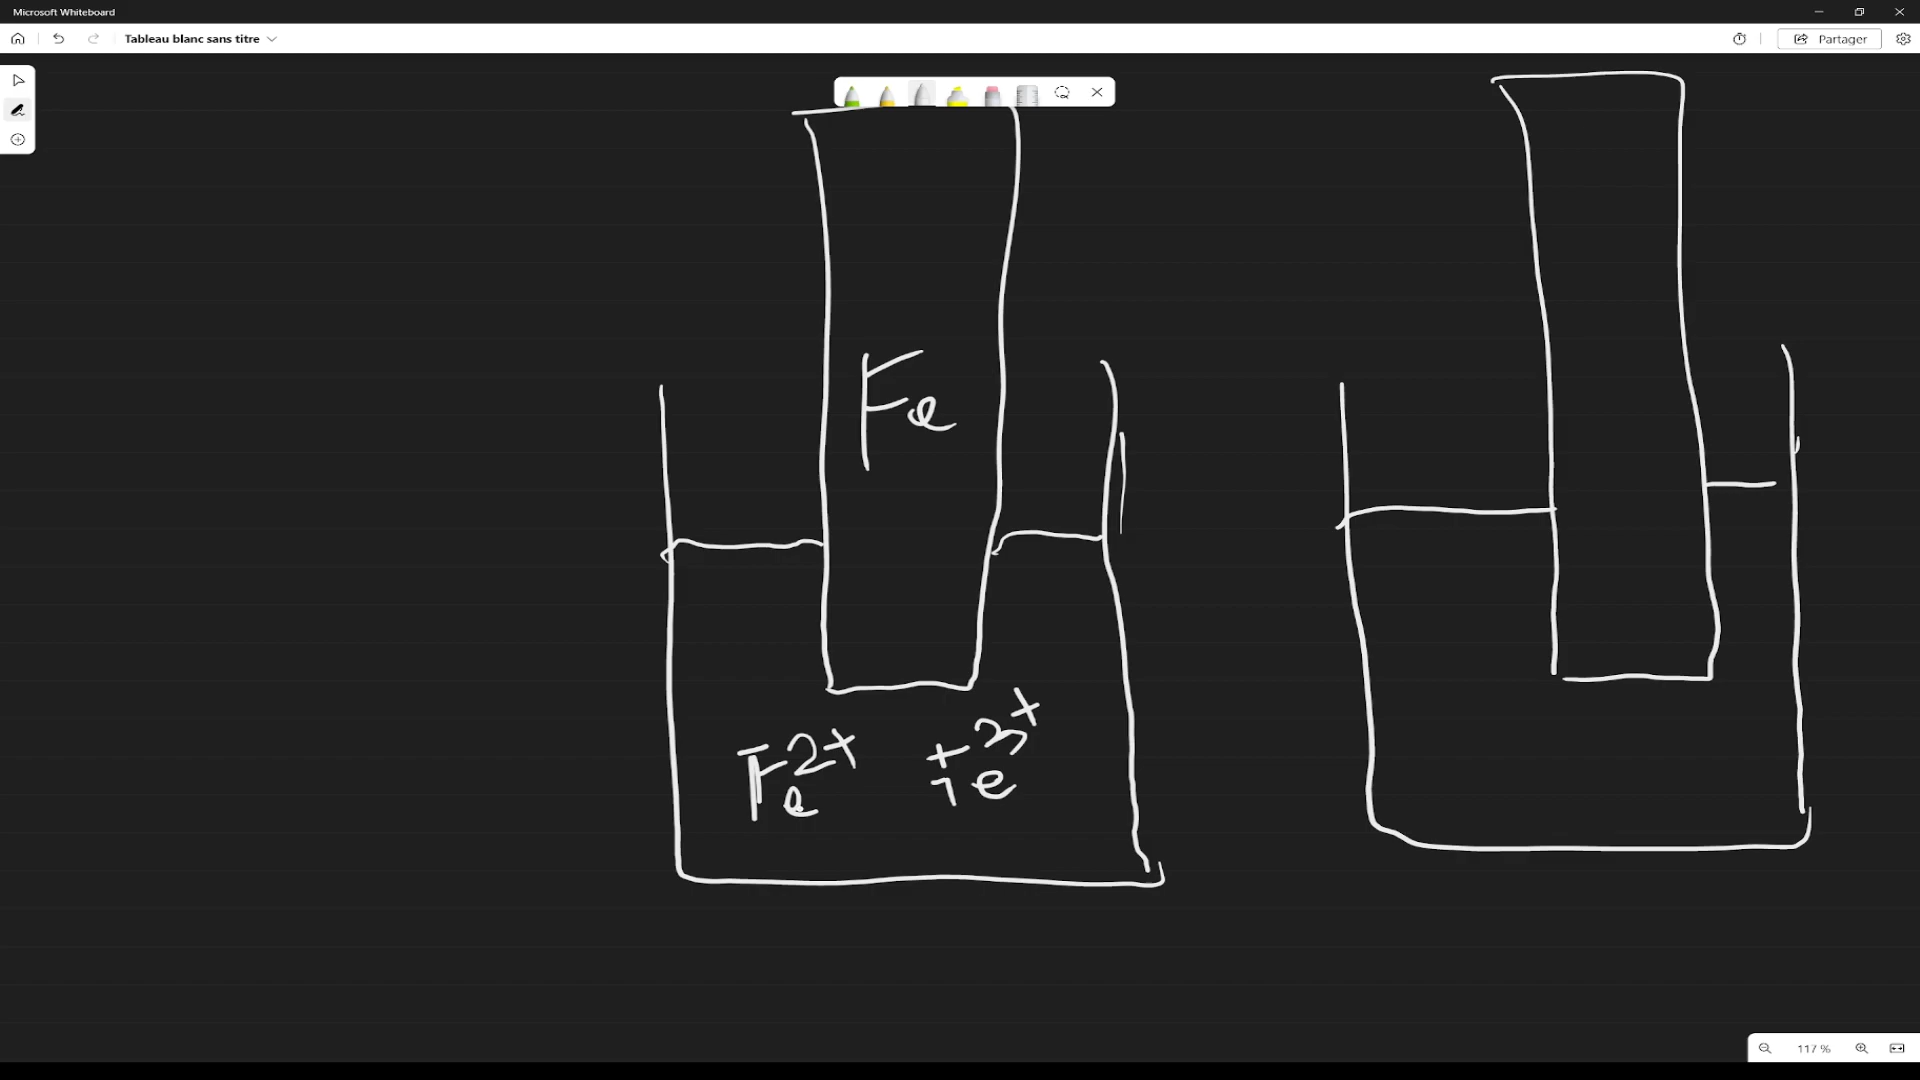 Microsoft Whiteboard
Tableau blanc sans titre
Partager
Fe
Fe2+ Fe3+
117 %